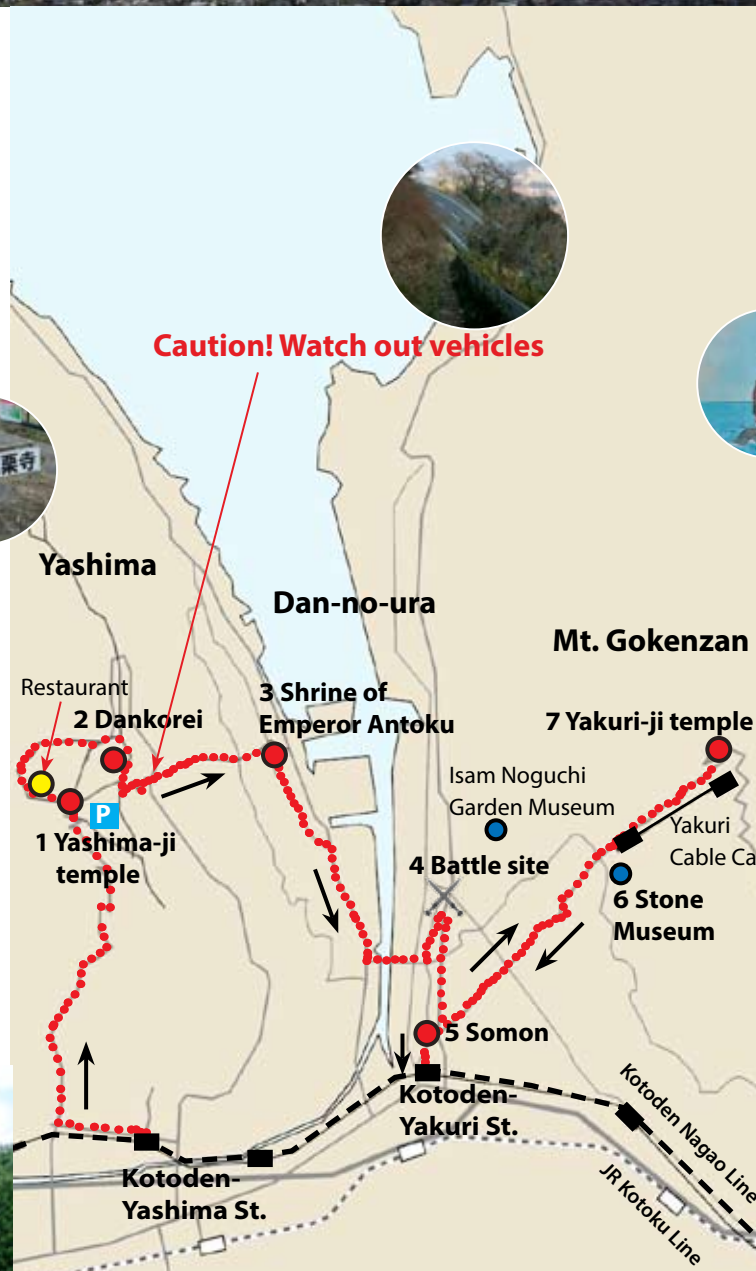 Caution! Watch out vehicles
栗寺
Yashima
Dan-no-ura
Mt. Gokenzan
Restaurant
2 Dankorei
3 Shrine of
Emperor Antoku
7 Yakuri-ji temple
P
1 Yashima-ji
temple
Isam Noguchi
Garden Museum
4 Battle site
Yakuri
Cable Ca
6 Stone
Museum
5 Somon
Kotoden-
Yakuri St.
Kotoden-
Yashima St.
Kotoden Nagao Line
JR Kotoku Line